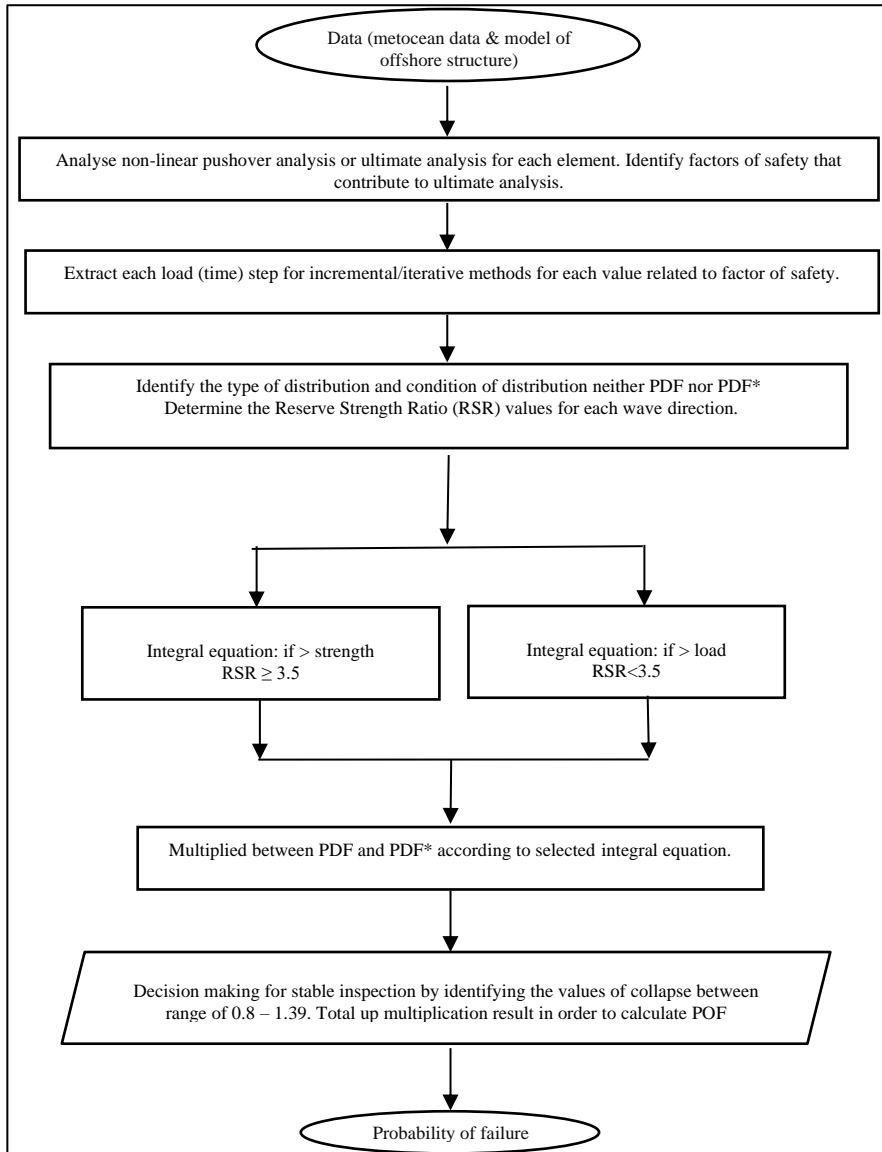 Data (metocean data & model of
offshore structure)
Analyse non-linear pushover analysis or ultimate analysis for each element. Identify factors of safety that
contribute to ultimate analysis.
Extract each load (time) step for incremental/iterative methods for each value related to factor of safety.
Identify the type of distribution and condition of distribution neither PDF nor PDF*
Determine the Reserve Strength Ratio (RSR) values for each wave direction.
Integral equation: if > strength
RSR ≥ 3.5
Integral equation: if > load
RSR<3.5
Multiplied between PDF and PDF* according to selected integral equation.
Decision making for stable inspection by identifying the values of collapse between
range of 0.8 – 1.39. Total up multiplication result in order to calculate POF
Probability of failure